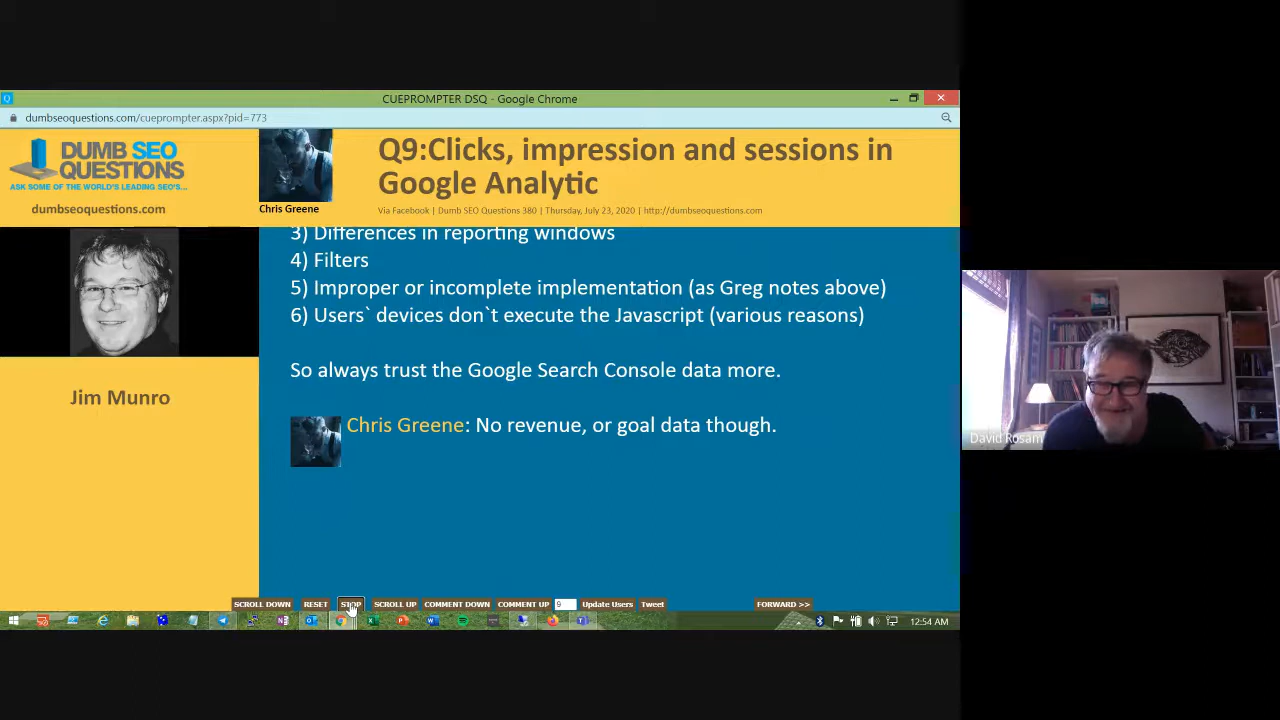 CUEPROMPTER DSQ - Google Chrome
dumbseoquestions.com/cueprompter.aspx?pid=773
DUMB SEO
QUESTIONS
ASK SOME OF THE WORLD'S LEADING SEO'S...
dumbseoquestions.com
Chris Greene
Q9:Clicks, impression and sessions in
Google Analytic
Via Facebook | Dumb SEO Questions 380 | Thursday, July 23, 2020 | http://dumbseoquestions.com
Jim Munro
3) Differences in reporting windows
4) Filters
5) Improper or incomplete implementation (as Greg notes above)
6) Users` devices don`t execute the Javascript (various reasons)
So always trust the Google Search Console data more.
Chris Greene: No revenue, or goal data though.
David Rosam
SCROLL DOWN RESET STOP SCROLL UP COMMENT DOWN COMMENT UP 9 Update Users Tweet FORWARD >>
12:54 AM